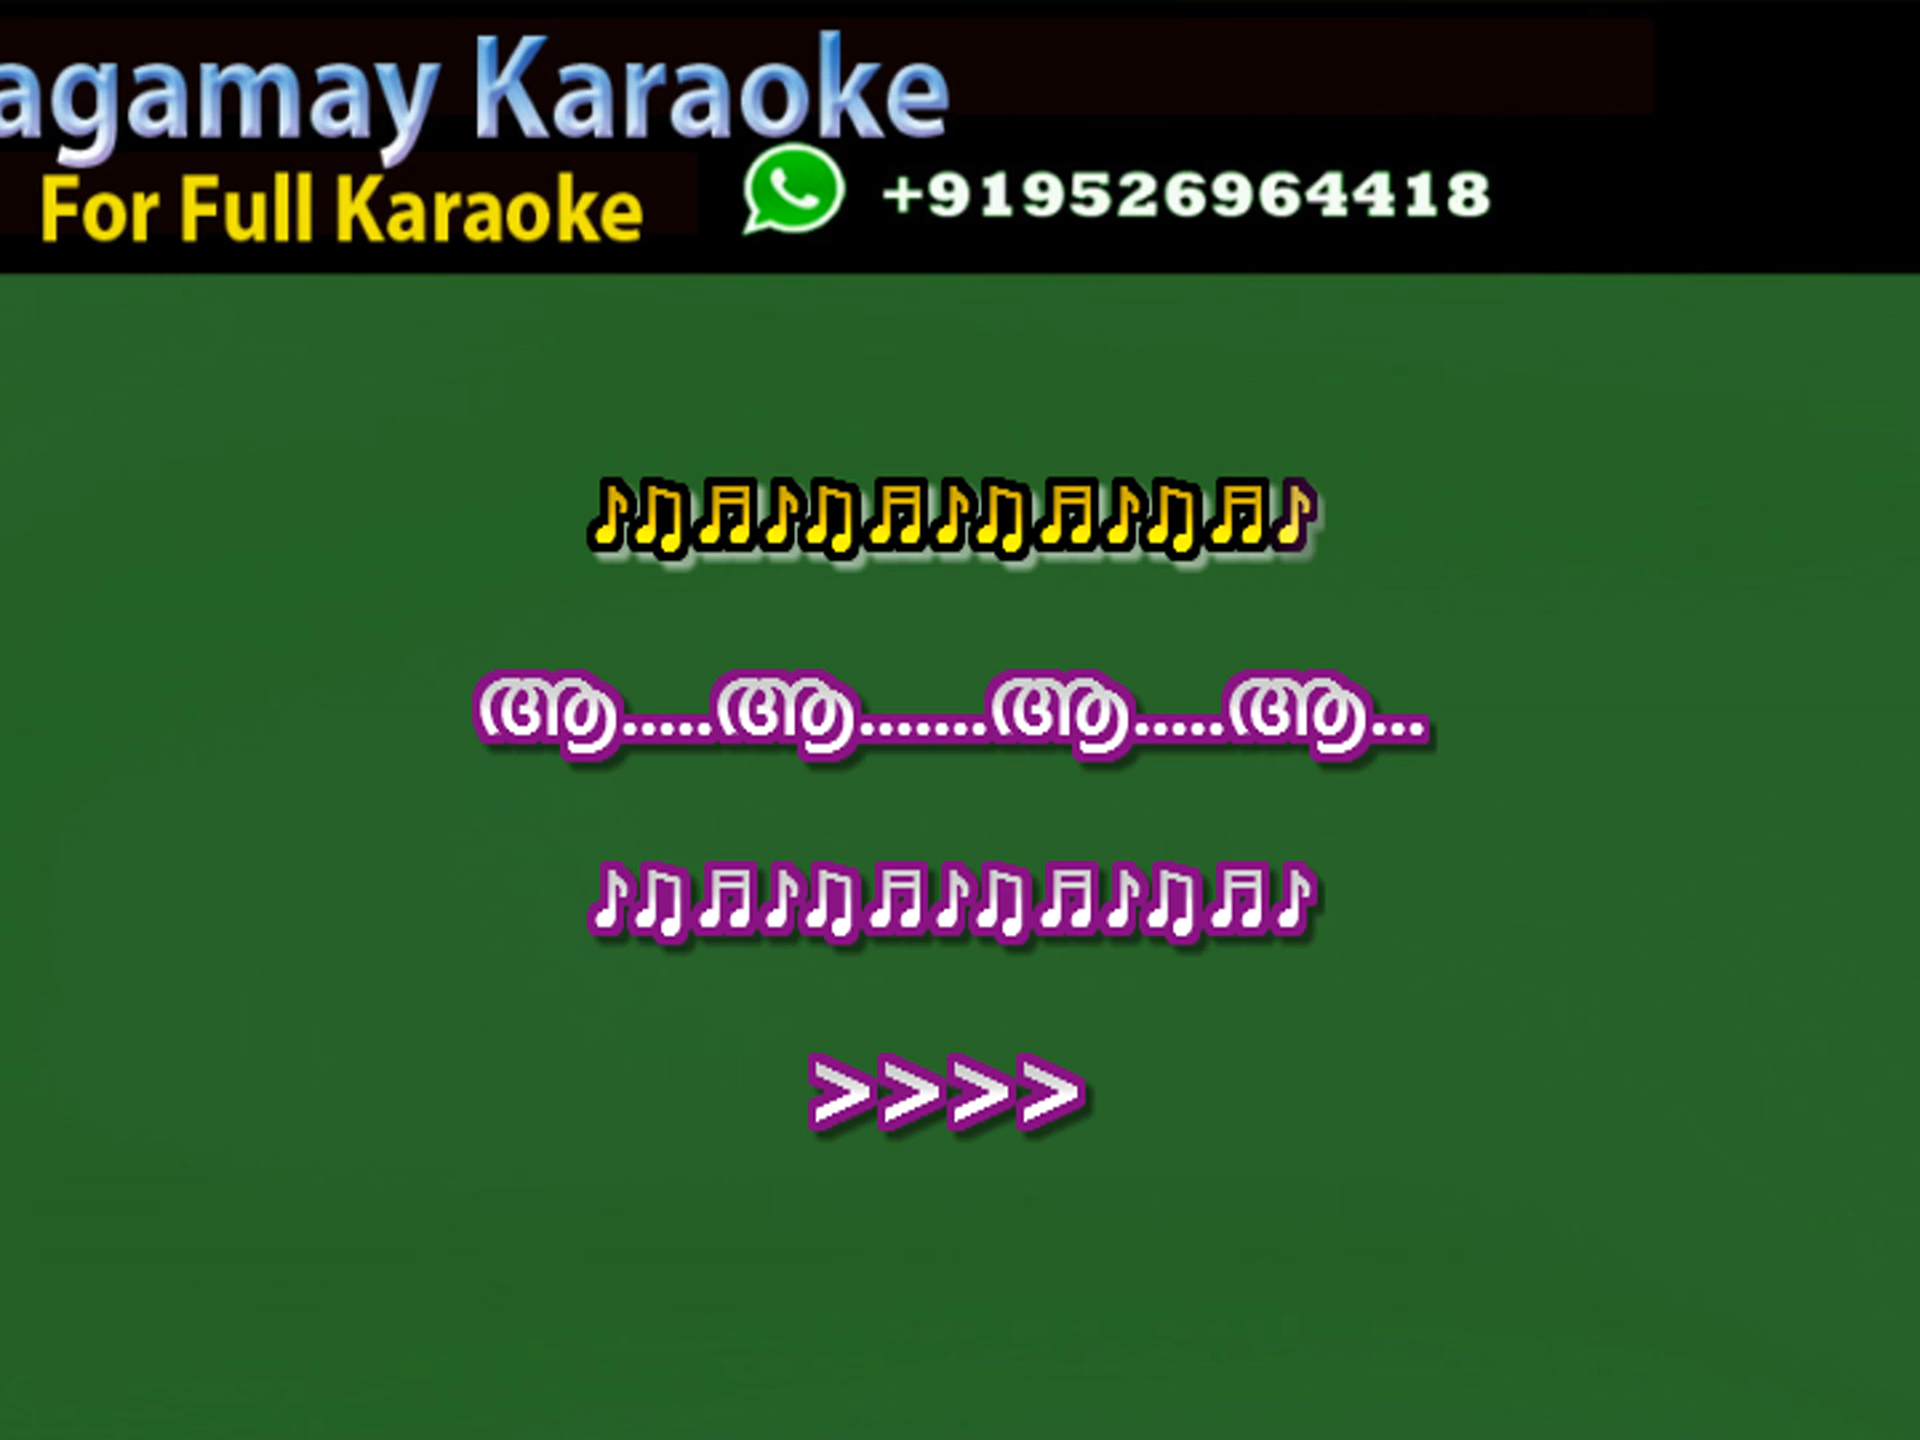 agamay Karaoke
For Full Karaoke +919526964418
♪♫♬♪♫♬♪♫♬♪♫♬♪
ആ.....ആ.......ആ.....ആ...
♪♫♬♪♫♬♪♫♬♪♫♬♪
>>>>